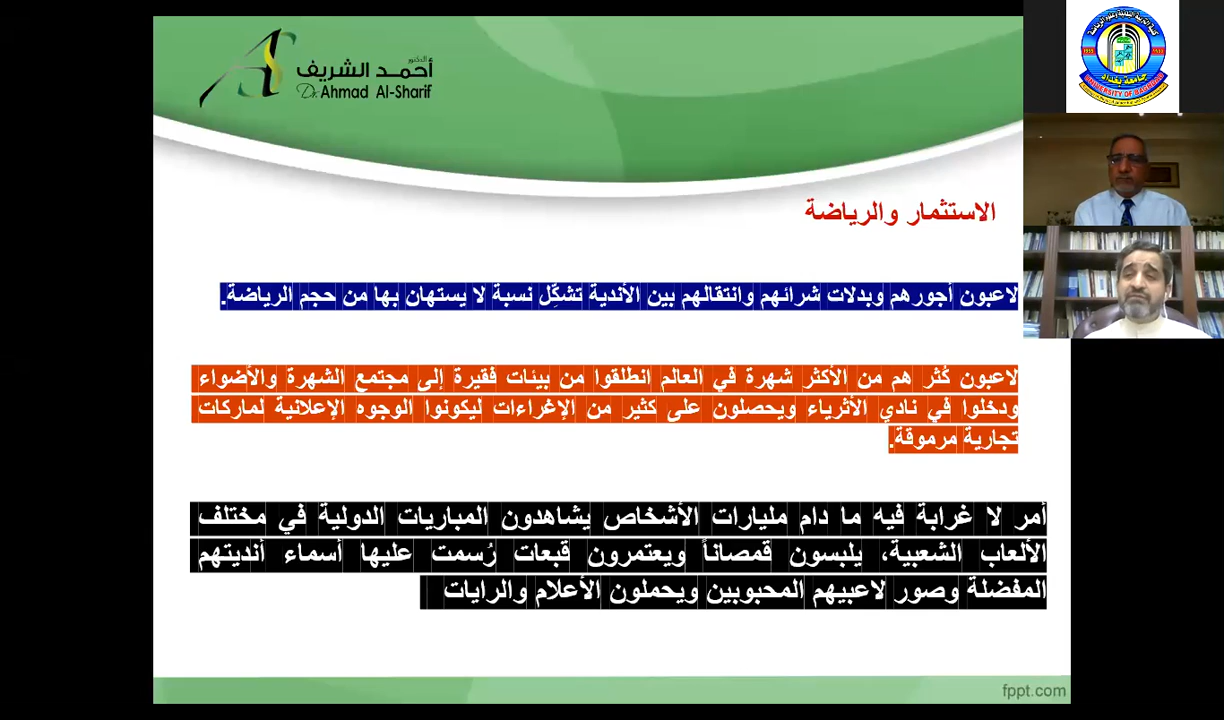 الدكتور
أحمد الشريف
Dr. Ahmad Al-Sharif
جامعة بغداد
UNIVERSITY OF BAGHDAD
الاستثمار والرياضة
لاعبون أجورهم وبدلات شرائهم وانتقالهم بين الأندية تشكّل نسبة لا يستهان بها من حجم الرياضة.
لاعبون كُثر هم من الأكثر شهرة في العالم انطلقوا من بيئات فقيرة إلى مجتمع الشهرة والأضواء
ودخلوا في نادي الأثرياء ويحصلون على كثير من الإغراءات ليكونوا الوجوه الإعلانية لماركات
تجارية مرموقة.
أمر لا غرابة فيه ما دام مليارات الأشخاص يشاهدون المباريات الدولية في مختلف
الألعاب الشعبية، يلبسون قمصاناً ويعتمرون قبعات رُسمت عليها أسماء أنديتهم
المفضلة وصور لاعبيهم المحبوبين ويحملون الأعلام والرايات
fppt.com